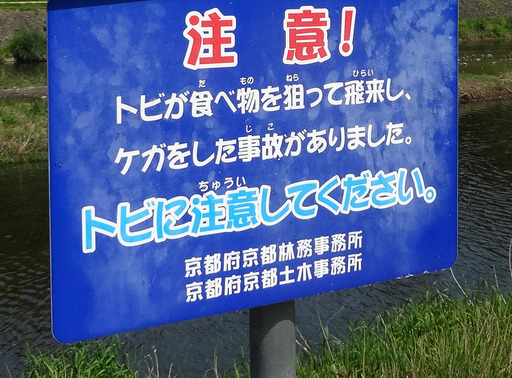 注意!
トビが食べ物を狙って飛来し、
ケガをした事故がありました。
トビに注意してください。
京都府京都林務事務所
京都府京都土木事務所